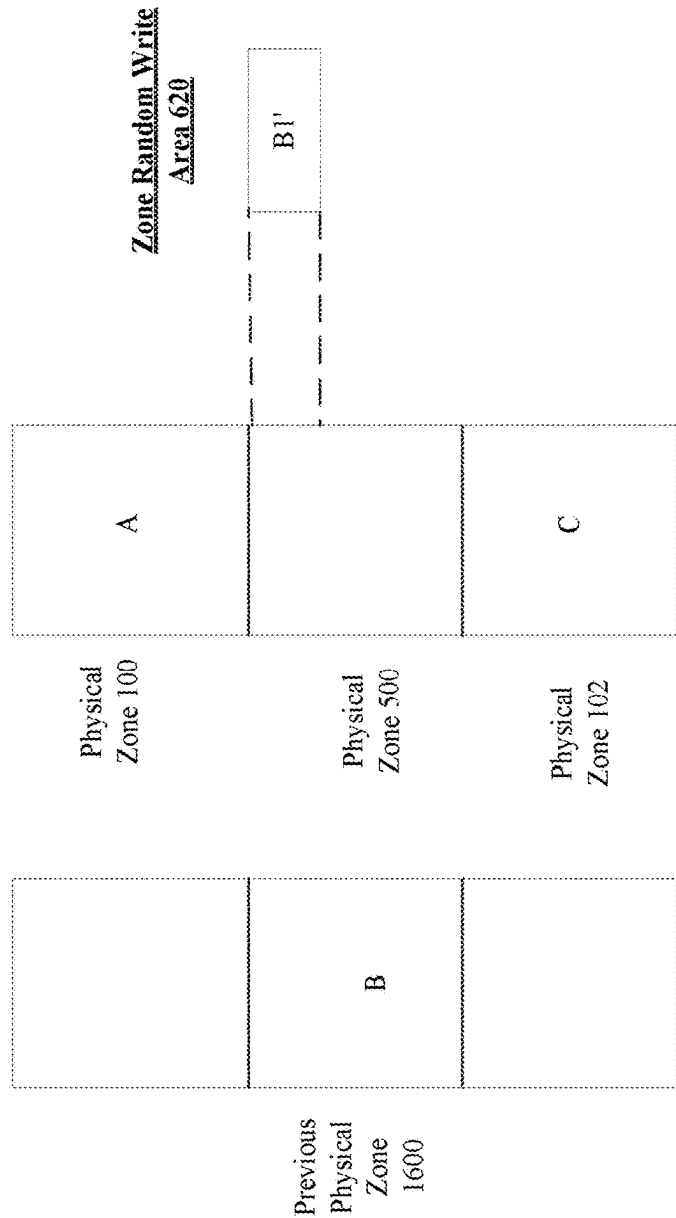 Zone Random Write
Area 620
B1'
A
C
Physical
Zone 100
Physical
Zone 500
Physical
Zone 102
B
Previous
Physical
Zone
1600